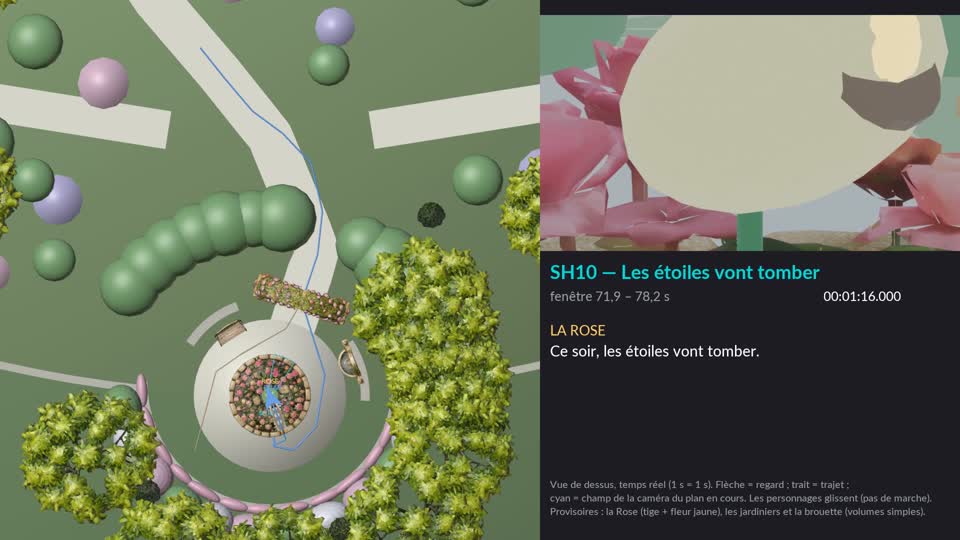 ROSE
SH10 — Les étoiles vont tomber
fenêtre 71,9 – 78,2 s
00:01:16.000
LA ROSE
Ce soir, les étoiles vont tomber.
Vue de dessus, temps réel (1 s = 1 s). Flèche = regard ; trait = trajet ;
cyan = champ de la caméra du plan en cours. Les personnages glissent (pas de marche).
Provisoires : la Rose (tige + fleur jaune), les jardiniers et la brouette (volumes simples).